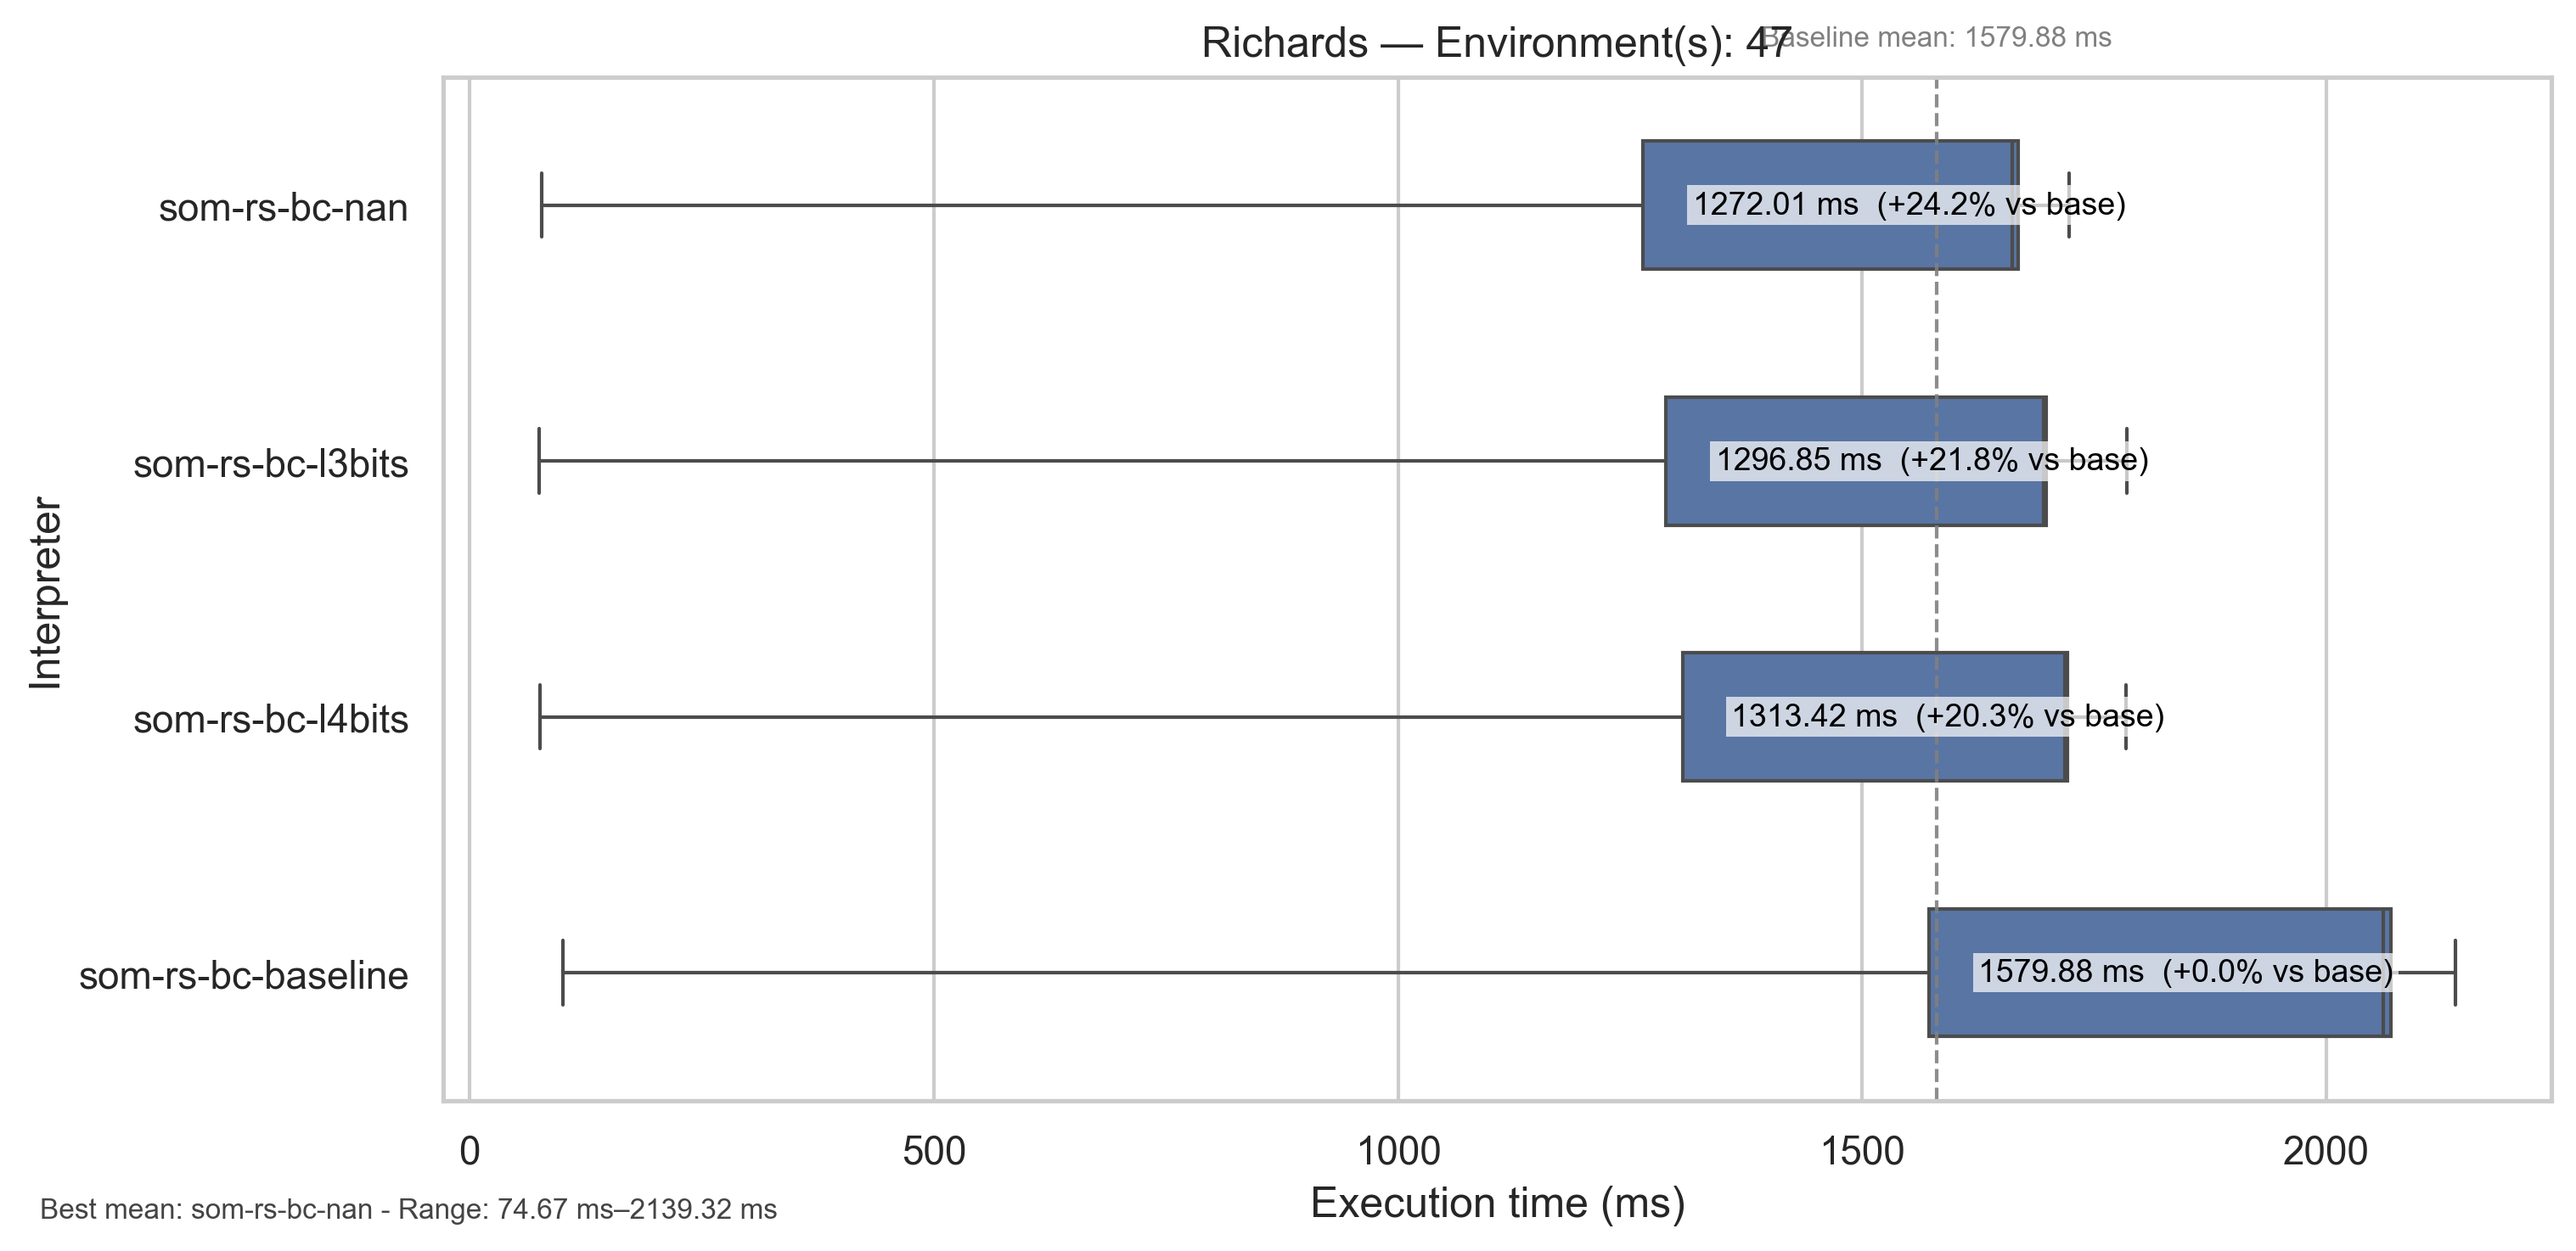 Richards — Environment(s): 47
Baseline mean: 1579.88 ms
som-rs-bc-nan
1272.01 ms (+24.2% vs base)
som-rs-bc-l3bits
1296.85 ms (+21.8% vs base)
som-rs-bc-l4bits
1313.42 ms (+20.3% vs base)
som-rs-bc-baseline
1579.88 ms (+0.0% vs base)
Interpreter
0 500 1000 1500 2000
Execution time (ms)
Best mean: som-rs-bc-nan - Range: 74.67 ms–2139.32 ms